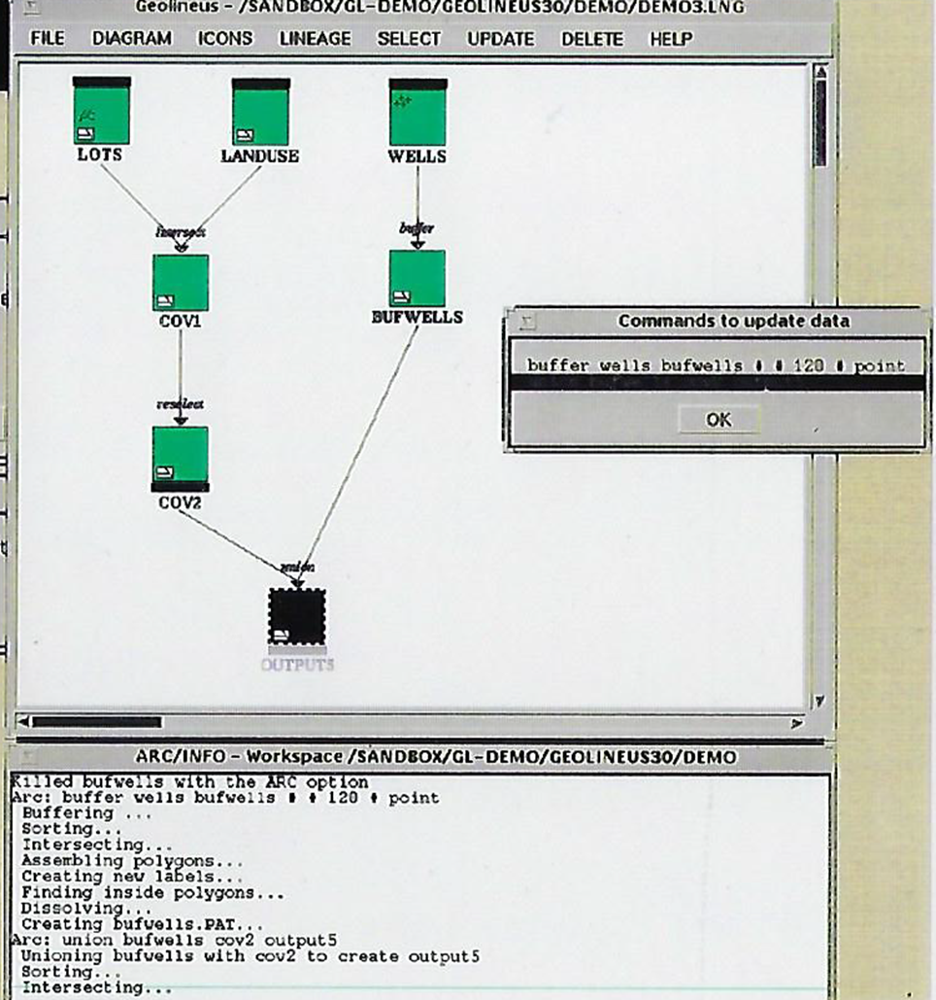 Geolineus - /SANDBOX/GL-DEMO/GEOLINEUS30/DEMO/DEMO3.LNG
FILE DIAGRAM ICONS LINEAGE SELECT UPDATE DELETE HELP
LOTS LANDUSE WELLS
intersect buffer
COV1 BUFWELLS
reselect
COV2
union
OUTPUT5
Commands to update data
buffer wells bufwells # # 120 # point
OK
ARC/INFO - Workspace /SANDBOX/GL-DEMO/GEOLINEUS30/DEMO
Killed bufwells with the ARC option
Arc: buffer wells bufwells # # 120 # point
Buffering ...
Sorting...
Intersecting...
Assembling polygons...
Creating new labels...
Finding inside polygons...
Dissolving...
Creating bufwells.PAT...
Arc: union bufwells cov2 output5
Unioning bufwells with cov2 to create output5
Sorting...
Intersecting...